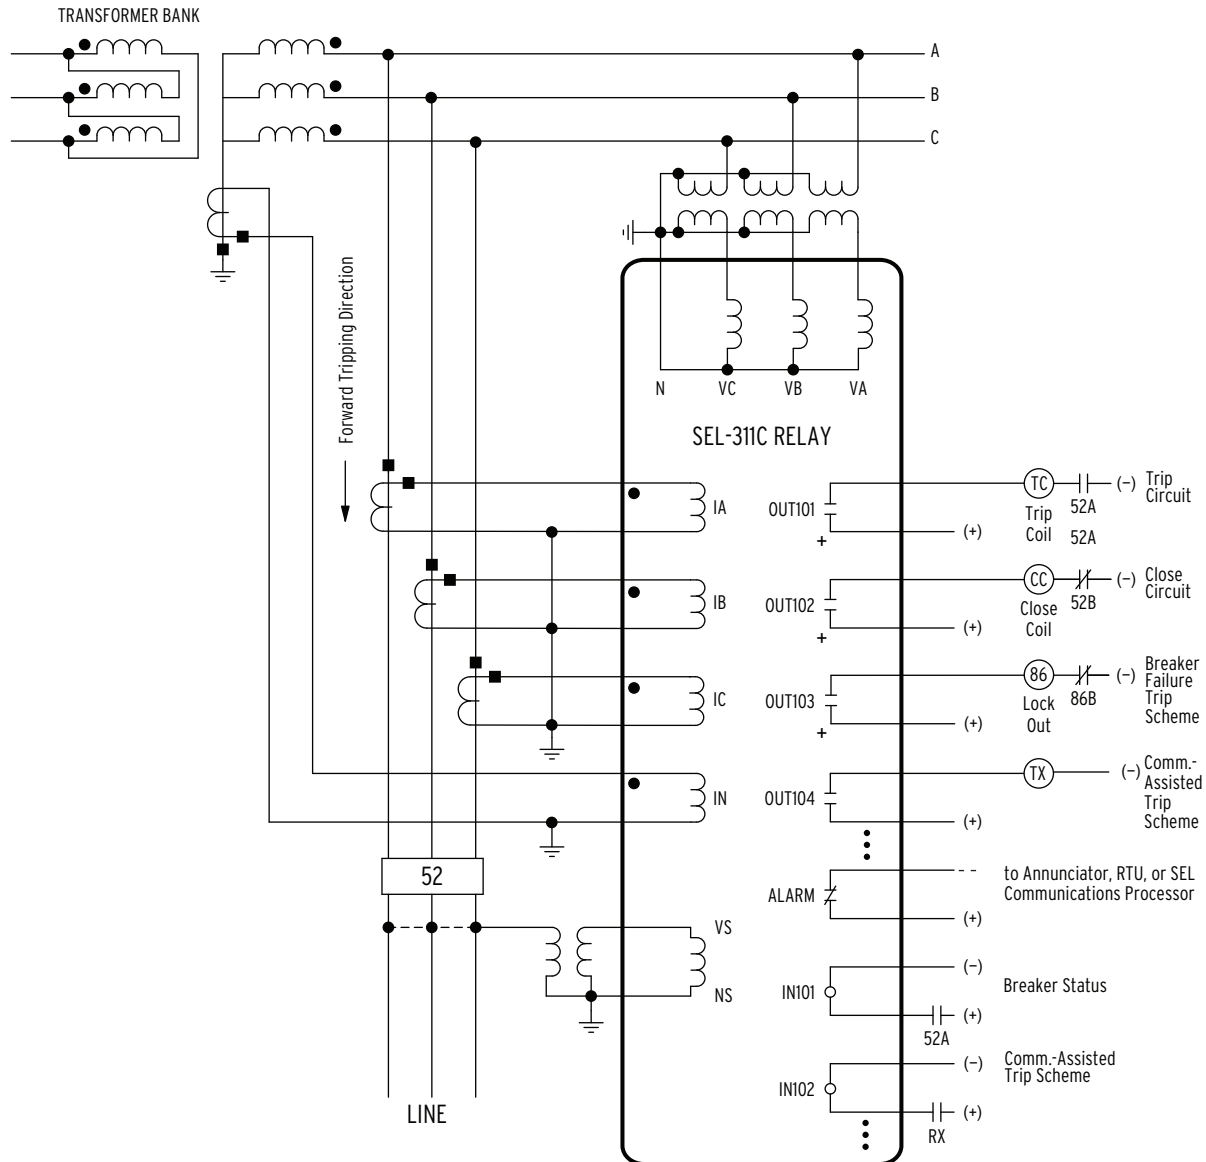 TRANSFORMER BANK
A
B
C
Forward Tripping Direction
N
VC
VB
VA
SEL-311C RELAY
IA
OUT101
+
TC
Trip
Coil
52A
52A
(–)
(+)
Trip
Circuit
IB
OUT102
+
CC
Close
Coil
52B
(–)
(+)
Close
Circuit
IC
OUT103
+
86
Lock
Out
86B
(–)
(+)
Breaker
Failure
Trip
Scheme
IN
OUT104
TX
(–)
(+)
Comm.-
Assisted
Trip
Scheme
52
ALARM
(+)
to Annunciator, RTU, or SEL
Communications Processor
VS
NS
IN101
(–)
(+)
52A
Breaker Status
IN102
(–)
(+)
RX
Comm.-Assisted
Trip Scheme
LINE